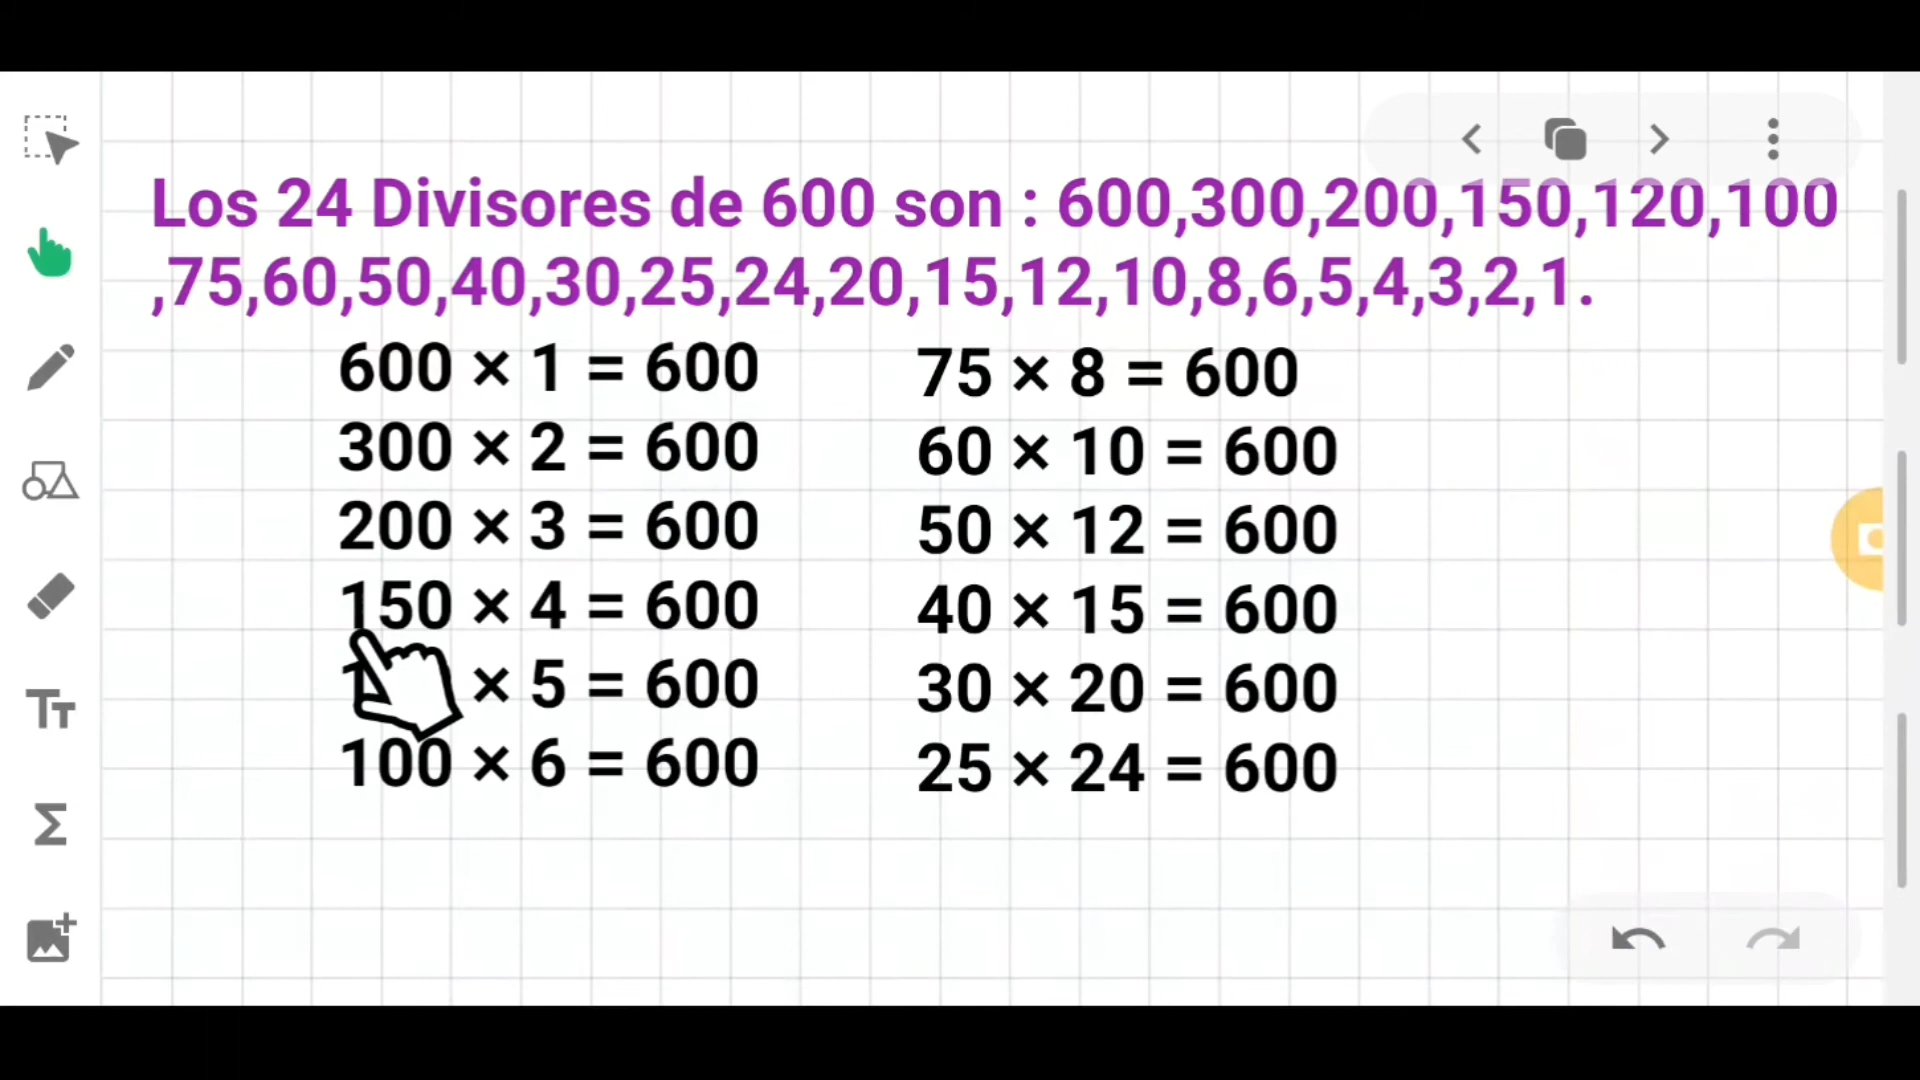 Los 24 Divisores de 600 son : 600,300,200,150,120,100
,75,60,50,40,30,25,24,20,15,12,10,8,6,5,4,3,2,1.
600 × 1 = 600
300 × 2 = 600
200 × 3 = 600
150 × 4 = 600
× 5 = 600
100 × 6 = 600
75 × 8 = 600
60 × 10 = 600
50 × 12 = 600
40 × 15 = 600
30 × 20 = 600
25 × 24 = 600